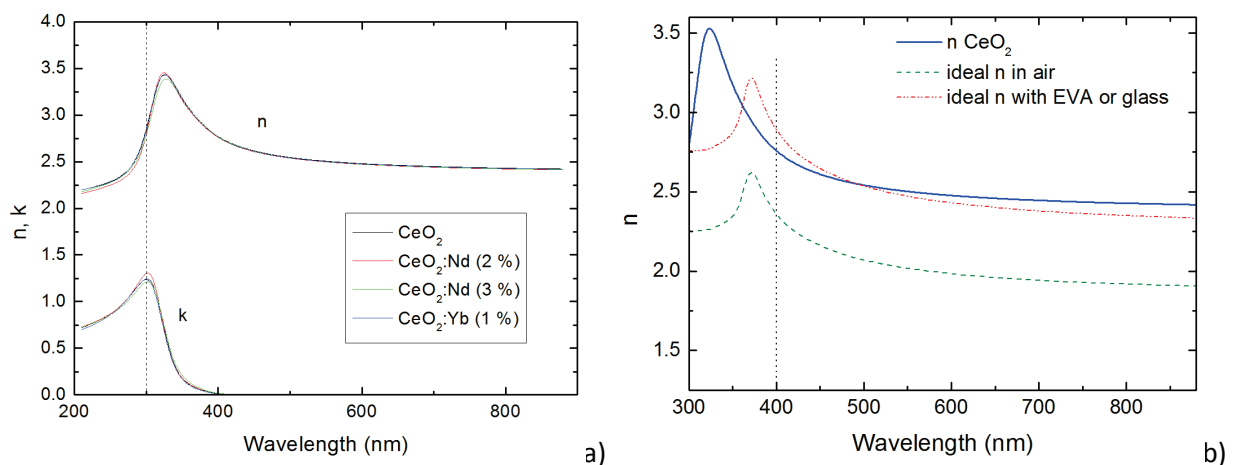 4.0
3.5
3.0
2.5
2.0
1.5
1.0
0.5
0.0
n, k
n
k
CeO₂
CeO₂:Nd (2 %)
CeO₂:Nd (3 %)
CeO₂:Yb (1 %)
200 400 600 800
Wavelength (nm)
a)
3.5
3.0
2.5
2.0
1.5
n
n CeO₂
ideal n in air
ideal n with EVA or glass
300 400 500 600 700 800
Wavelength (nm)
b)